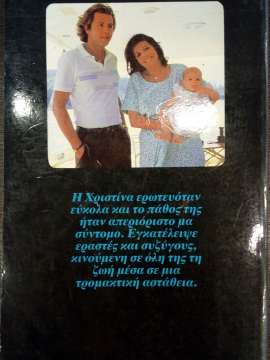 Η Χριστίνα ερωτευόταν
εύκολα και το πάθος της
ήταν απεριόριστο μα
σύντομο. Εγκατέλειψε
εραστές και συζύγους,
κινούμενη σε όλη της τη
ζωή μέσα σε μια
τρομακτική αστάθεια.